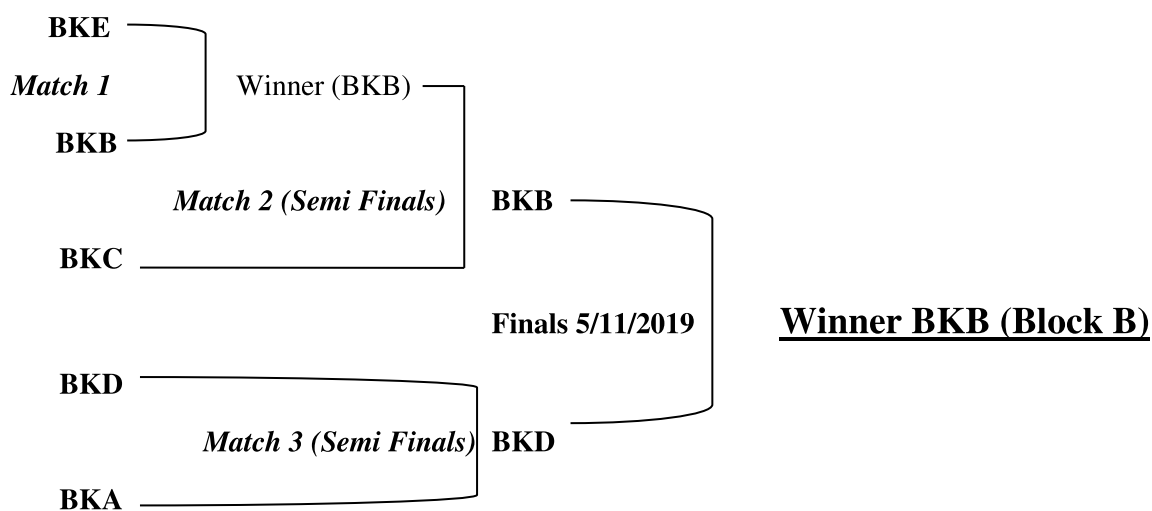 BKE
Match 1
Winner (BKB)
BKB
Match 2 (Semi Finals)
BKB
BKC
Finals 5/11/2019
Winner BKB (Block B)
BKD
Match 3 (Semi Finals)
BKD
BKA